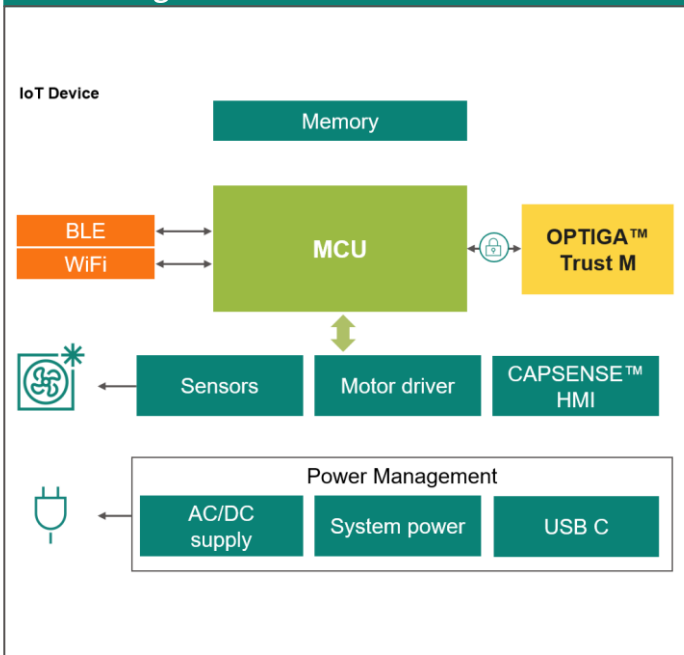 IoT Device
Memory
BLE
WiFi
MCU
OPTIGA™
Trust M
Sensors
Motor driver
CAPSENSE™
HMI
Power Management
AC/DC
supply
System power
USB C